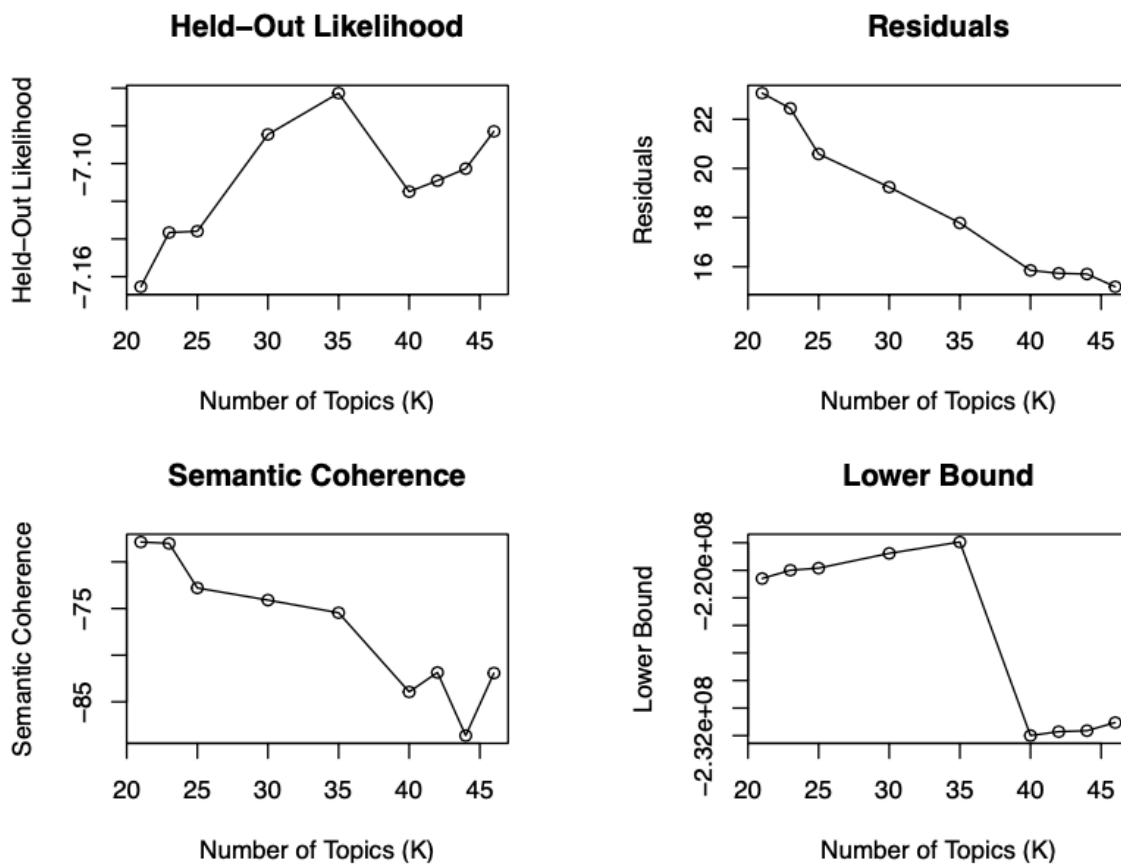 Held–Out Likelihood
Held–Out Likelihood
−7.16
−7.10
20 25 30 35 40 45
Number of Topics (K)
Residuals
Residuals
16
18
20
22
20 25 30 35 40 45
Number of Topics (K)
Semantic Coherence
Semantic Coherence
−85
−75
20 25 30 35 40 45
Number of Topics (K)
Lower Bound
Lower Bound
−2.32e+08
−2.20e+08
20 25 30 35 40 45
Number of Topics (K)